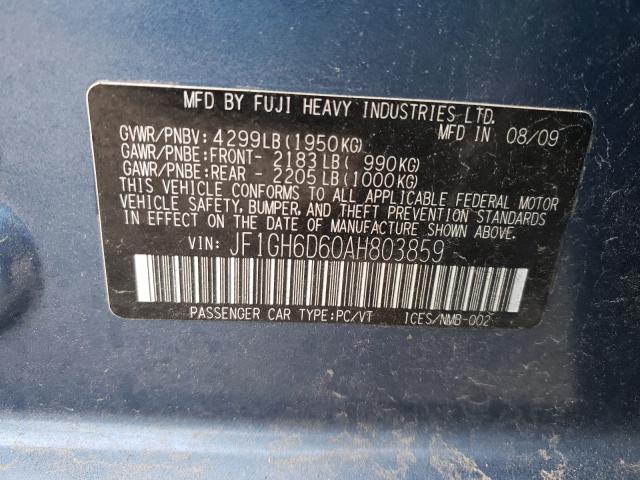 MFD BY FUJI HEAVY INDUSTRIES LTD.
MFD IN 08/09
GVWR/PNBV: 4299LB(1950KG)
GAWR/PNBE:FRONT- 2183LB( 990KG)
GAWR/PNBE:REAR - 2205LB(1000KG)
THIS VEHICLE CONFORMS TO ALL APPLICABLE FEDERAL MOTOR
VEHICLE SAFETY, BUMPER, AND THEFT PREVENTION STANDARDS
IN EFFECT ON THE DATE OF MANUFACTURE SHOWN ABOVE.
VIN: JF1GH6D60AH803859
PASSENGER CAR TYPE:PC/VT ICES/NMB-002